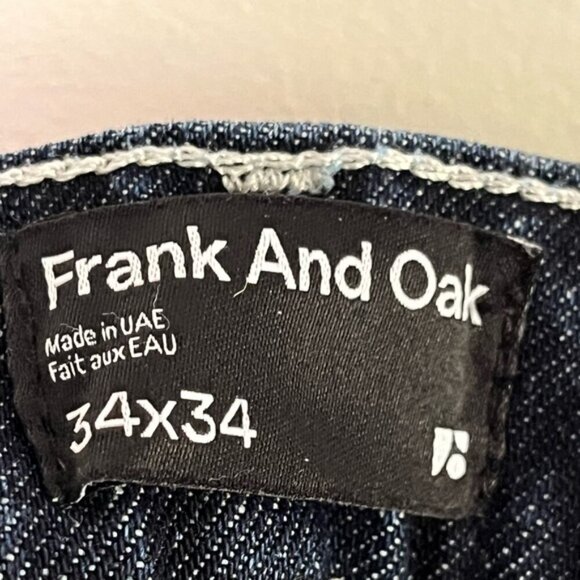 Frank And Oak
Made in UAE
Fait aux EAU
34x34